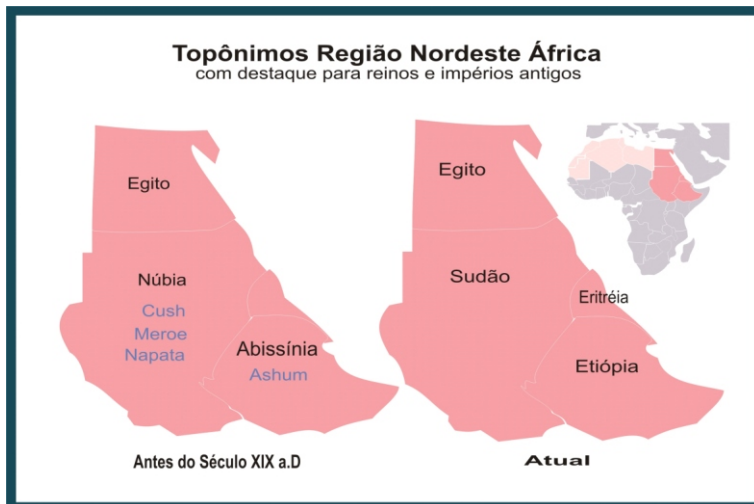 Topônimos Região Nordeste África
com destaque para reinos e impérios antigos
Egito
Núbia
Cush
Meroe
Napata
Abissínia
Ashum
Antes do Século XIX a.D
Egito
Sudão
Eritréia
Etiópia
Atual